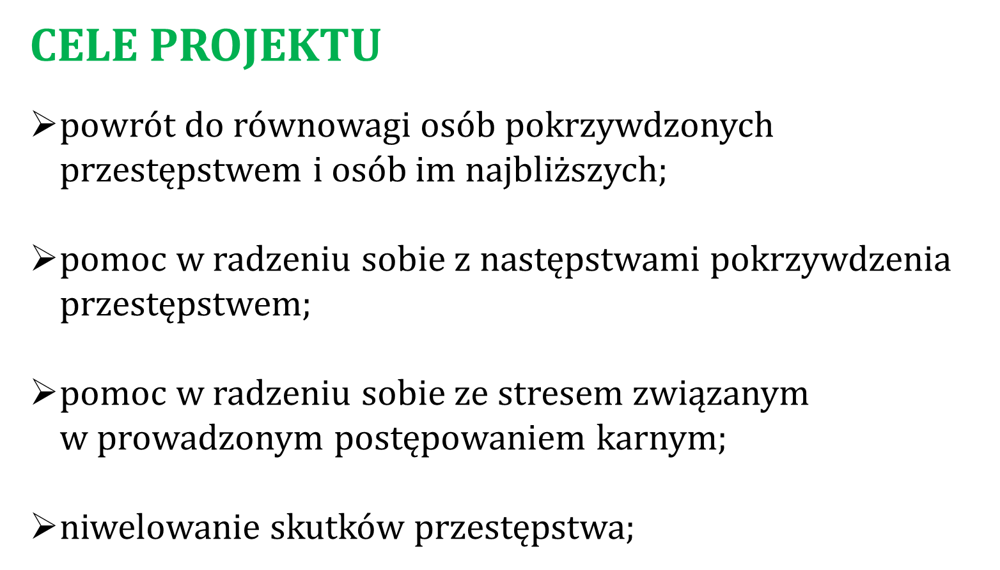 CELE PROJEKTU
➢powrót do równowagi osób pokrzywdzonych
przestępstwem i osób im najbliższych;
➢pomoc w radzeniu sobie z następstwami pokrzywdzenia
przestępstwem;
➢pomoc w radzeniu sobie ze stresem związanym
w prowadzonym postępowaniem karnym;
➢niwelowanie skutków przestępstwa;